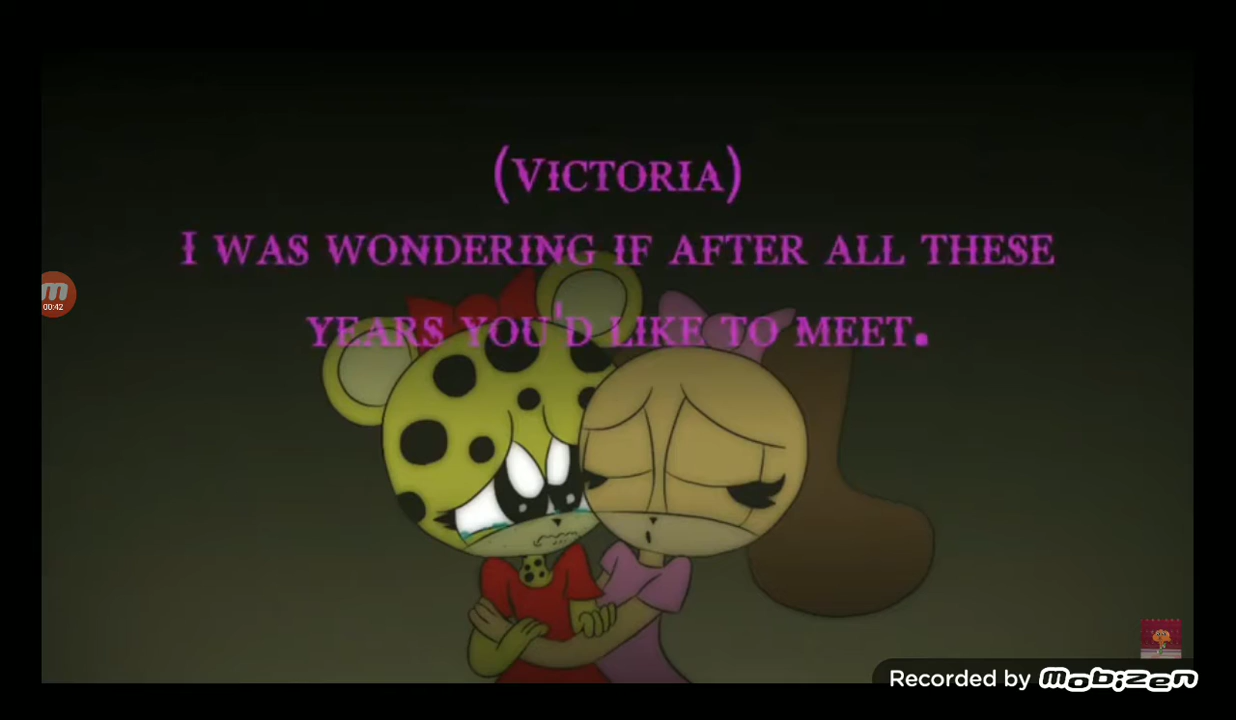 (Victoria)
I was wondering if after all these
years you'd like to meet.
00:42
Recorded by Mobizen